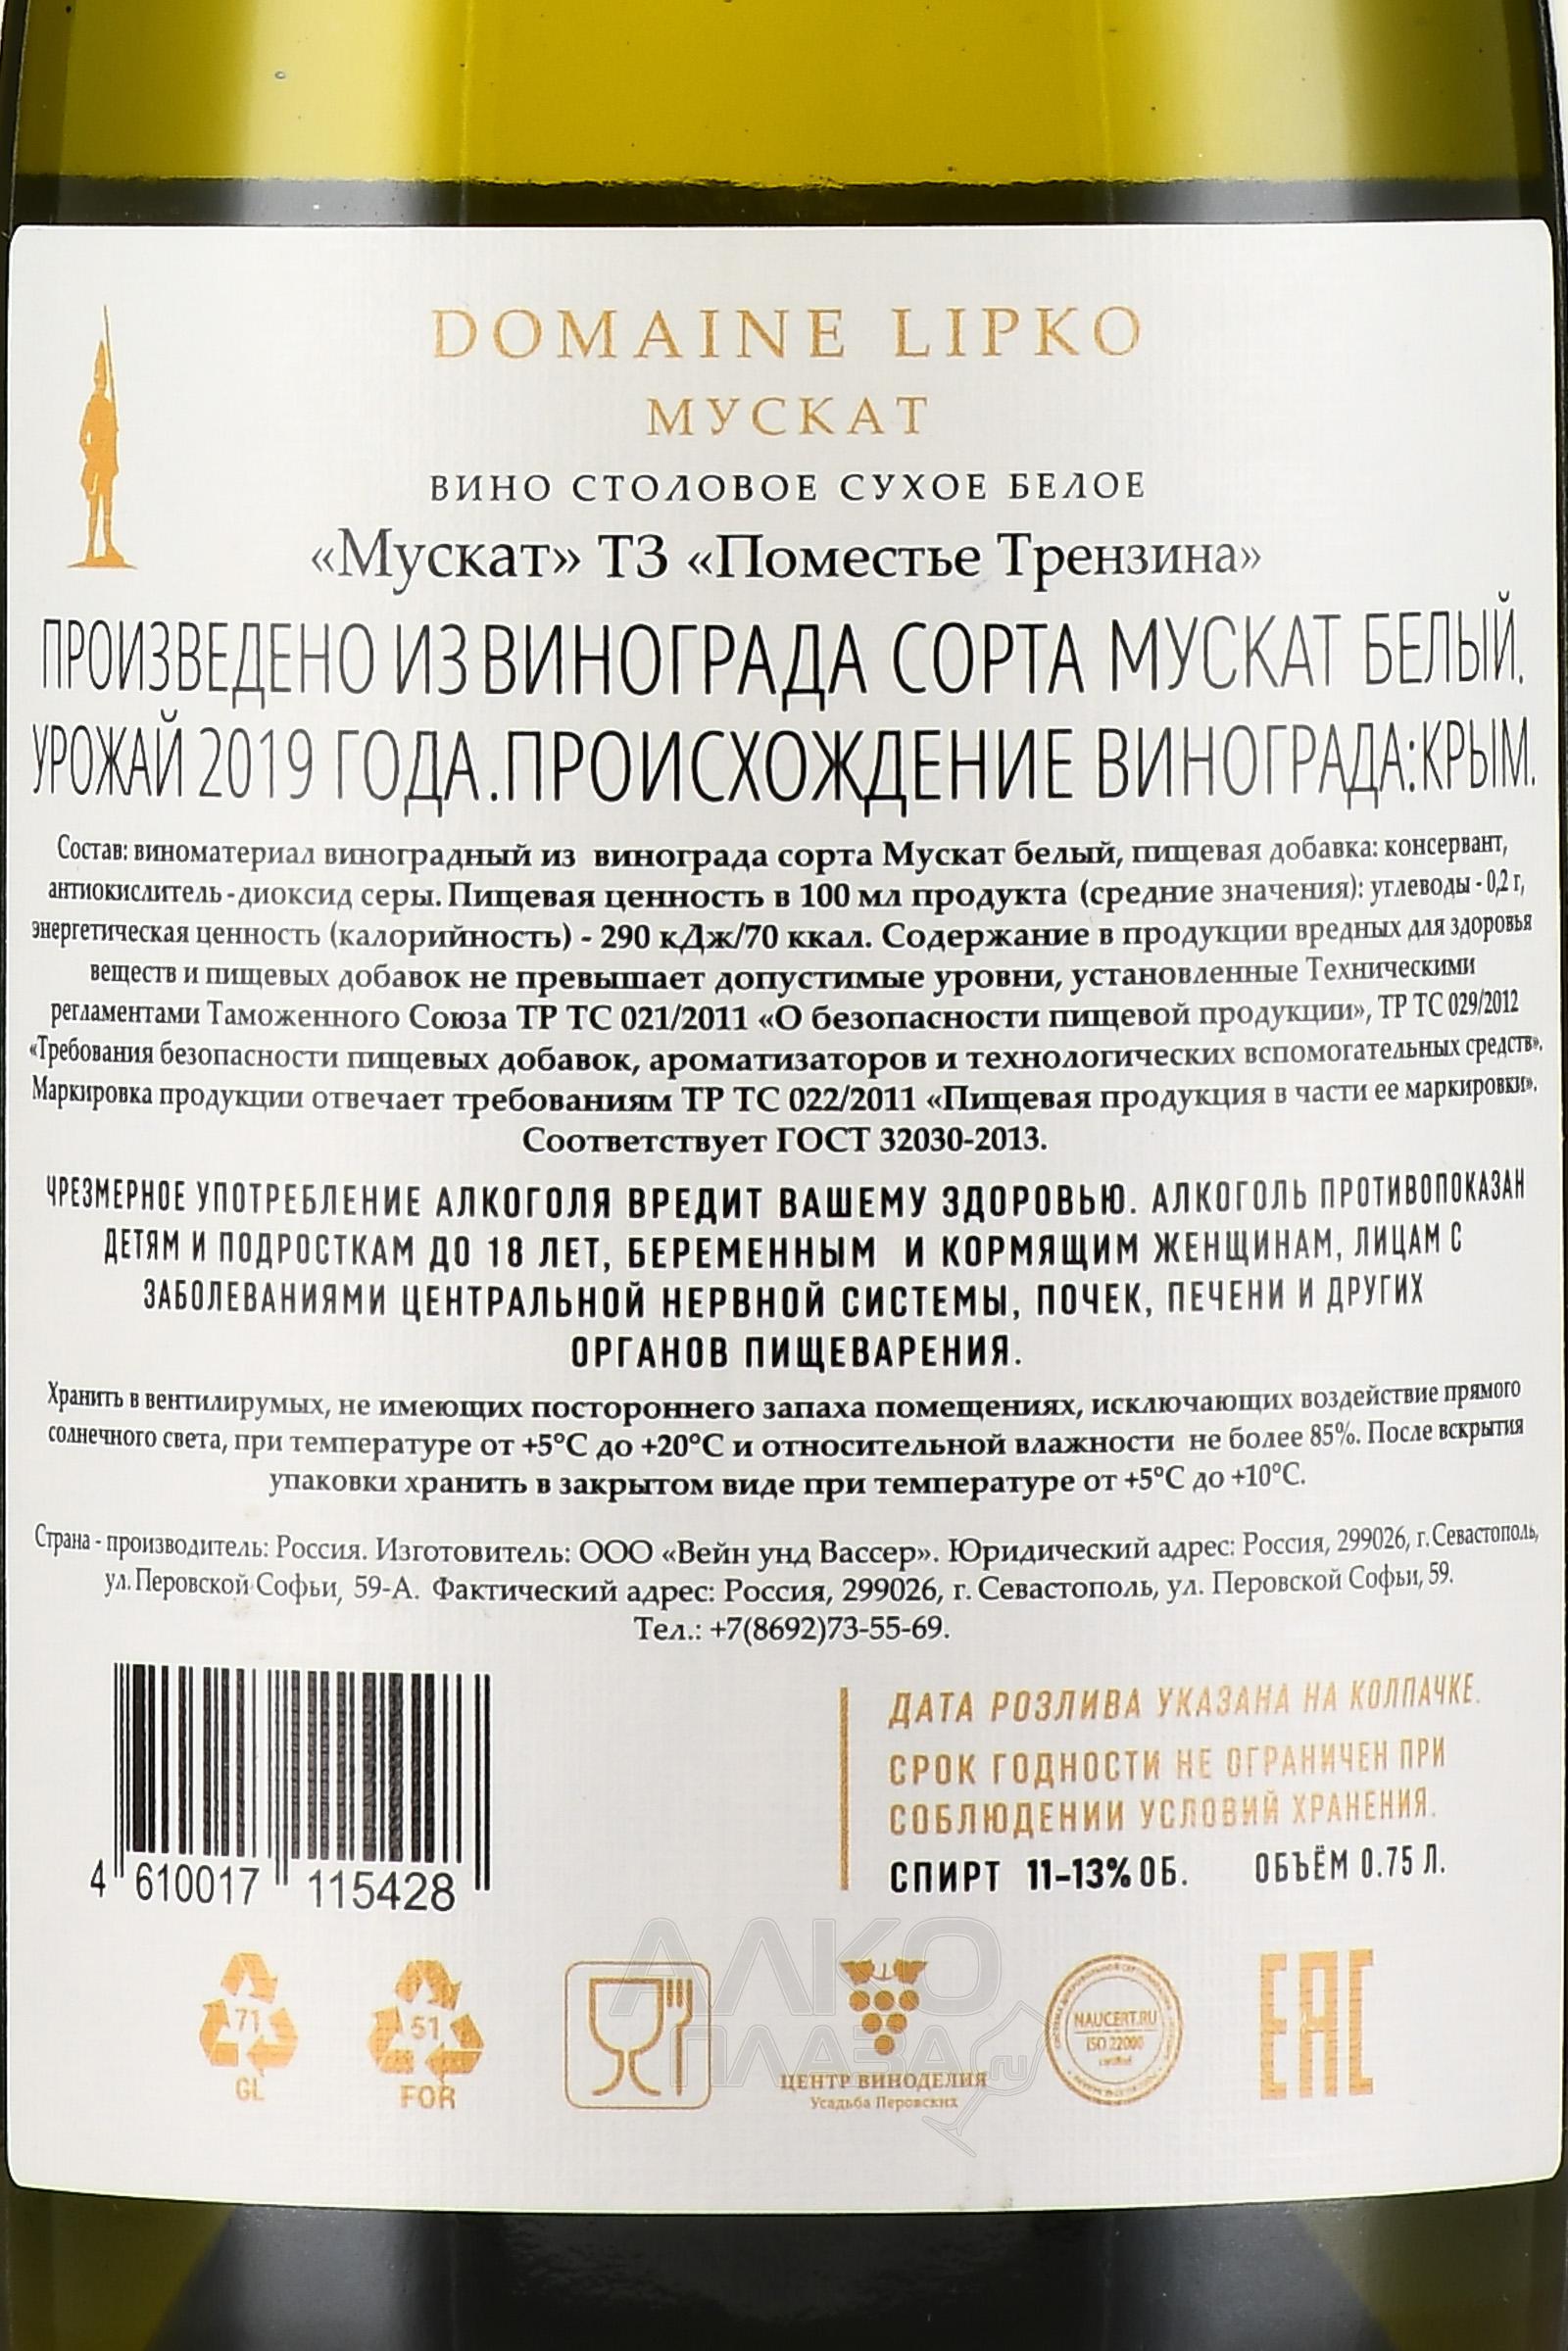 DOMAINE LIPKO
МУСКАТ
ВИНО СТОЛОВОЕ СУХОЕ БЕЛОЕ
«Мускат» ТЗ «Поместье Трензина»
ПРОИЗВЕДЕНО ИЗ ВИНОГРАДА СОРТА МУСКАТ БЕЛЫЙ.
УРОЖАЙ 2019 ГОДА.ПРОИСХОЖДЕНИЕ ВИНОГРАДА:КРЫМ.
Состав: виноматериал виноградный из винограда сорта Мускат белый, пищевая добавка: консервант,
антиокислитель - диоксид серы. Пищевая ценность в 100 мл продукта (средние значения): углеводы - 0,2 г,
энергетическая ценность (калорийность) - 290 кДж/70 ккал. Содержание в продукции вредных для здоровья
веществ и пищевых добавок не превышает допустимые уровни, установленные Техническими
регламентами Таможенного Союза ТР ТС 021/2011 «О безопасности пищевой продукции», ТР ТС 029/2012
«Требования безопасности пищевых добавок, ароматизаторов и технологических вспомогательных средств».
Маркировка продукции отвечает требованиям ТР ТС 022/2011 «Пищевая продукция в части ее маркировки».
Соответствует ГОСТ 32030-2013.
ЧРЕЗМЕРНОЕ УПОТРЕБЛЕНИЕ АЛКОГОЛЯ ВРЕДИТ ВАШЕМУ ЗДОРОВЬЮ. АЛКОГОЛЬ ПРОТИВОПОКАЗАН
ДЕТЯМ И ПОДРОСТКАМ ДО 18 ЛЕТ, БЕРЕМЕННЫМ И КОРМЯЩИМ ЖЕНЩИНАМ, ЛИЦАМ С
ЗАБОЛЕВАНИЯМИ ЦЕНТРАЛЬНОЙ НЕРВНОЙ СИСТЕМЫ, ПОЧЕК, ПЕЧЕНИ И ДРУГИХ
ОРГАНОВ ПИЩЕВАРЕНИЯ.
Хранить в вентилируемых, не имеющих постороннего запаха помещениях, исключающих воздействие прямого
солнечного света, при температуре от +5°С до +20°С и относительной влажности не более 85%. После вскрытия
упаковки хранить в закрытом виде при температуре от +5°С до +10°С.
Страна - производитель: Россия. Изготовитель: ООО «Вейн унд Вассер». Юридический адрес: Россия, 299026, г. Севастополь,
ул. Перовской Софьи, 59-А. Фактический адрес: Россия, 299026, г. Севастополь, ул. Перовской Софьи, 59.
Тел.: +7(8692)73-55-69.
ДАТА РОЗЛИВА УКАЗАНА НА КОЛПАЧКЕ.
СРОК ГОДНОСТИ НЕ ОГРАНИЧЕН ПРИ
СОБЛЮДЕНИИ УСЛОВИЙ ХРАНЕНИЯ.
СПИРТ 11-13% ОБ. ОБЪЁМ 0.75 Л.
4 610017 115428
АЛКО
ПЛАЗА.ru
71
GL
51
FOR
ЦЕНТР ВИНОДЕЛИЯ
Усадьба Перовских
NAUCERT.RU
ISO 22000
certified
EAC